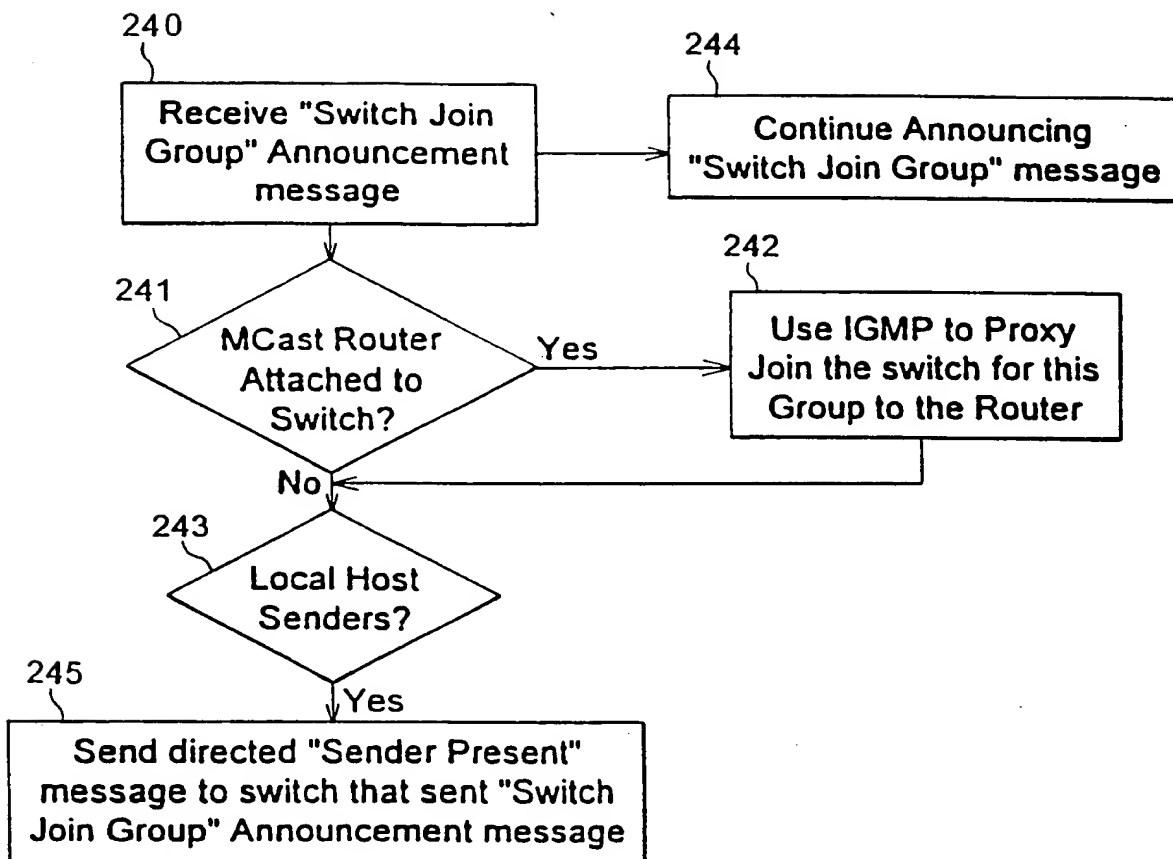 240
Receive "Switch Join
Group" Announcement
message
244
Continue Announcing
"Switch Join Group" message
241
MCast Router
Attached to
Switch?
Yes
242
Use IGMP to Proxy
Join the switch for this
Group to the Router
No
243
Local Host
Senders?
Yes
245
Send directed "Sender Present"
message to switch that sent "Switch
Join Group" Announcement message